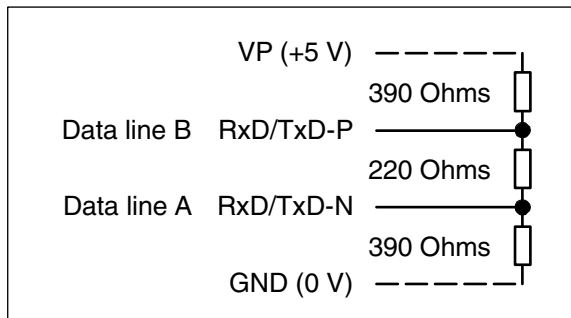 VP (+5 V)
390 Ohms
Data line B RxD/TxD-P
220 Ohms
Data line A RxD/TxD-N
390 Ohms
GND (0 V)